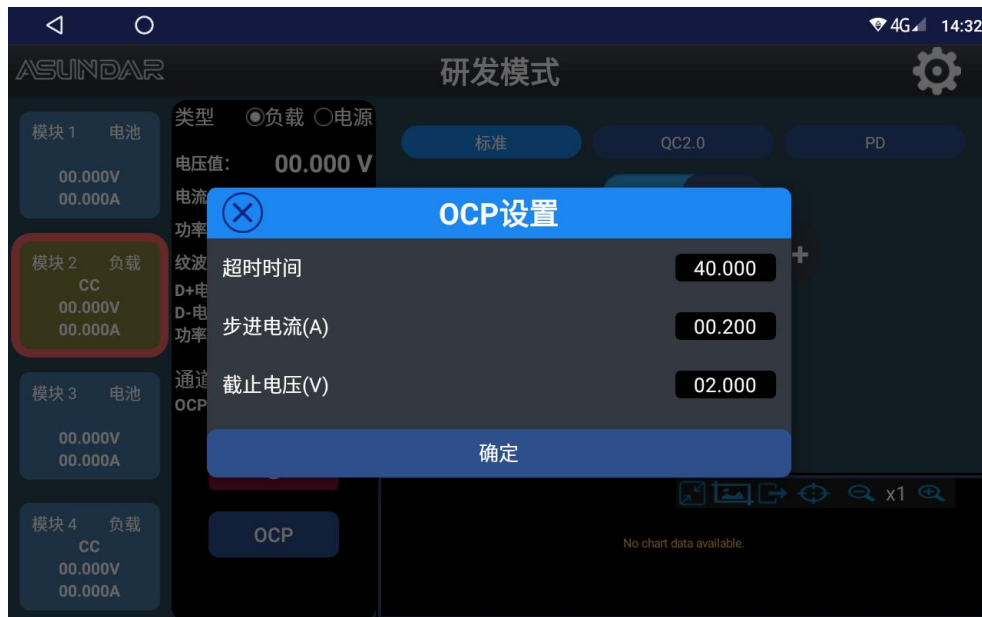 4G 14:32
ASUNDAR
研发模式
模块 1 电池
00.000V
00.000A
模块 2 负载
CC
00.000V
00.000A
模块 3 电池
00.000V
00.000A
模块 4 负载
CC
00.000V
00.000A
类型 负载 电源
电压值: 00.000 V
电流
功率
纹波
D+电
D-电
功率
通道
OCP
OCP
标准 QC2.0 PD
+
OCP设置
超时时间 40.000
步进电流(A) 00.200
截止电压(V) 02.000
确定
x1
No chart data available.